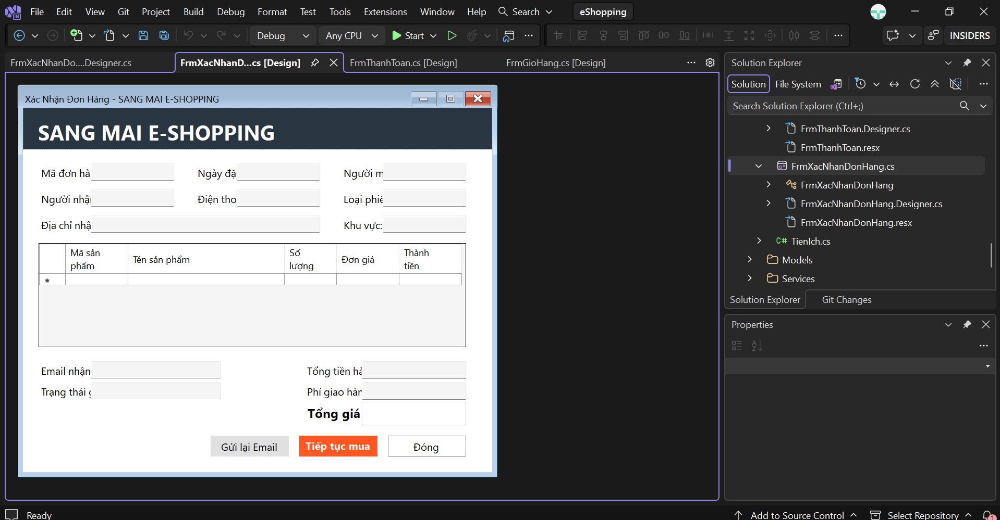 File Edit View Git Project Build Debug Format Test Tools Extensions Window Help Search eShopping
Debug Any CPU Start INSIDERS
FrmXacNhanDo....Designer.cs FrmXacNhanD...cs [Design] FrmThanhToan.cs [Design] FrmGioHang.cs [Design]
Xác Nhận Đơn Hàng - SANG MAI E-SHOPPING
SANG MAI E-SHOPPING
Mã đơn hà Ngày đặ Người m
Người nhậ Điện tho Loại phiế
Địa chỉ nhậ Khu vực:
Mã sản phẩm Tên sản phẩm Số lượng Đơn giá Thành tiền
*
Email nhận Tổng tiền hà
Trạng thái g Phí giao hàn
Tổng giá
Gửi lại Email Tiếp tục mua Đóng
Solution Explorer
Solution File System
Search Solution Explorer (Ctrl+;)
FrmThanhToan.Designer.cs
FrmThanhToan.resx
FrmXacNhanDonHang.cs
FrmXacNhanDonHang
FrmXacNhanDonHang.Designer.cs
FrmXacNhanDonHang.resx
C# TienIch.cs
Models
Services
Solution Explorer Git Changes
Properties
Ready Add to Source Control Select Repository 1